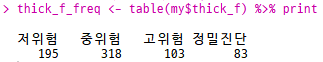 > thick_f_freq <- table(my$thick_f) %>% print
저위험 중위험 고위험 정밀진단
195 318 103 83